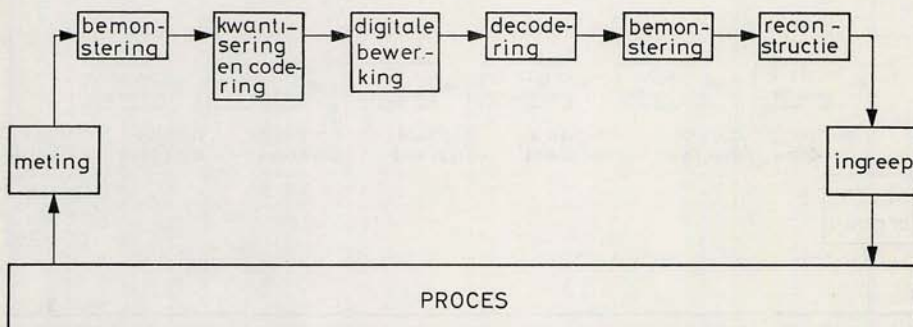 bemon-
stering
kwanti-
sering
en code-
ring
digitale
bewer-
king
decode-
ring
bemon-
stering
recon-
structie
meting
ingreep
PROCES